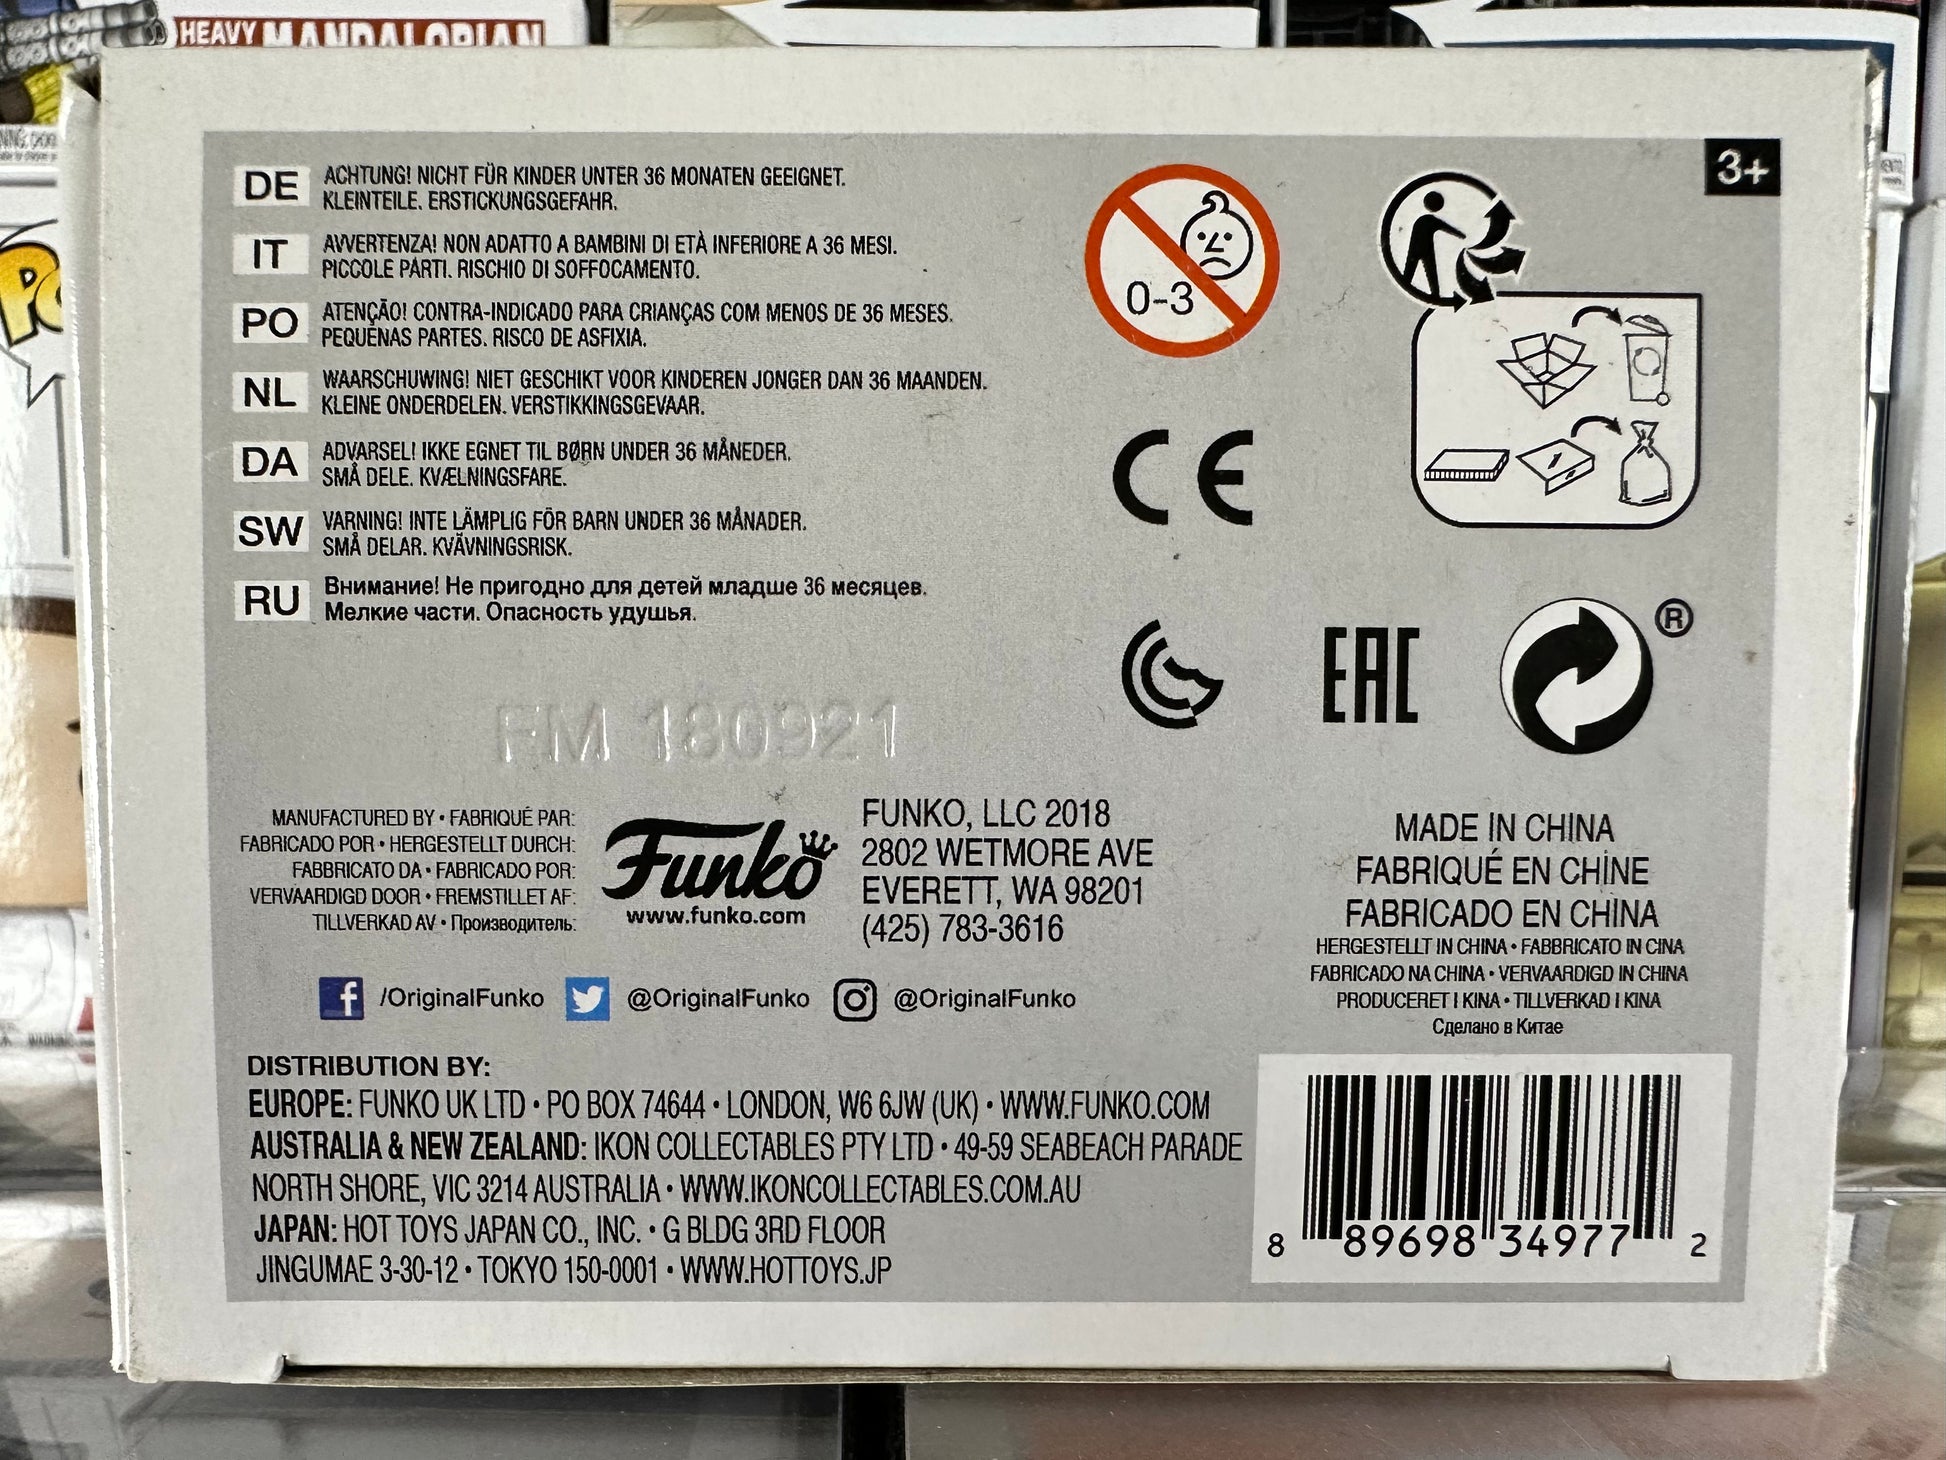 HEAVY MANDALORIAN
3+
DE ACHTUNG! NICHT FÜR KINDER UNTER 36 MONATEN GEEIGNET.
KLEINTEILE. ERSTICKUNGSGEFAHR.
IT AVVERTENZA! NON ADATTO A BAMBINI DI ETÀ INFERIORE A 36 MESI.
PICCOLE PARTI. RISCHIO DI SOFFOCAMENTO.
PO ATENÇÃO! CONTRA-INDICADO PARA CRIANÇAS COM MENOS DE 36 MESES.
PEQUENAS PARTES. RISCO DE ASFIXIA.
NL WAARSCHUWING! NIET GESCHIKT VOOR KINDEREN JONGER DAN 36 MAANDEN.
KLEINE ONDERDELEN. VERSTIKKINGSGEVAAR.
DA ADVARSEL! IKKE EGNET TIL BØRN UNDER 36 MÅNEDER.
SMÅ DELE. KVÆLNINGSFARE.
SW VARNING! INTE LÄMPLIG FÖR BARN UNDER 36 MÅNADER.
SMÅ DELAR. KVÄVNINGSRISK.
RU Внимание! Не пригодно для детей младше 36 месяцев.
Мелкие части. Опасность удушья.
0-3
CE
EAC
®
FM 180921
MANUFACTURED BY • FABRIQUÉ PAR:
FABRICADO POR • HERGESTELLT DURCH:
FABBRICATO DA • FABRICADO POR:
VERVAARDIGD DOOR • FREMSTILLET AF:
TILLVERKAD AV • Производитель:
Funko
www.funko.com
FUNKO, LLC 2018
2802 WETMORE AVE
EVERETT, WA 98201
(425) 783-3616
MADE IN CHINA
FABRIQUÉ EN CHINE
FABRICADO EN CHINA
HERGESTELLT IN CHINA • FABBRICATO IN CINA
FABRICADO NA CHINA • VERVAARDIGD IN CHINA
PRODUCERET I KINA • TILLVERKAD I KINA
Сделано в Китае
f /OriginalFunko @OriginalFunko @OriginalFunko
DISTRIBUTION BY:
EUROPE: FUNKO UK LTD • PO BOX 74644 • LONDON, W6 6JW (UK) • WWW.FUNKO.COM
AUSTRALIA & NEW ZEALAND: IKON COLLECTABLES PTY LTD • 49-59 SEABEACH PARADE
NORTH SHORE, VIC 3214 AUSTRALIA • WWW.IKONCOLLECTABLES.COM.AU
JAPAN: HOT TOYS JAPAN CO., INC. • G BLDG 3RD FLOOR
JINGUMAE 3-30-12 • TOKYO 150-0001 • WWW.HOTTOYS.JP
8 89698 34977 2